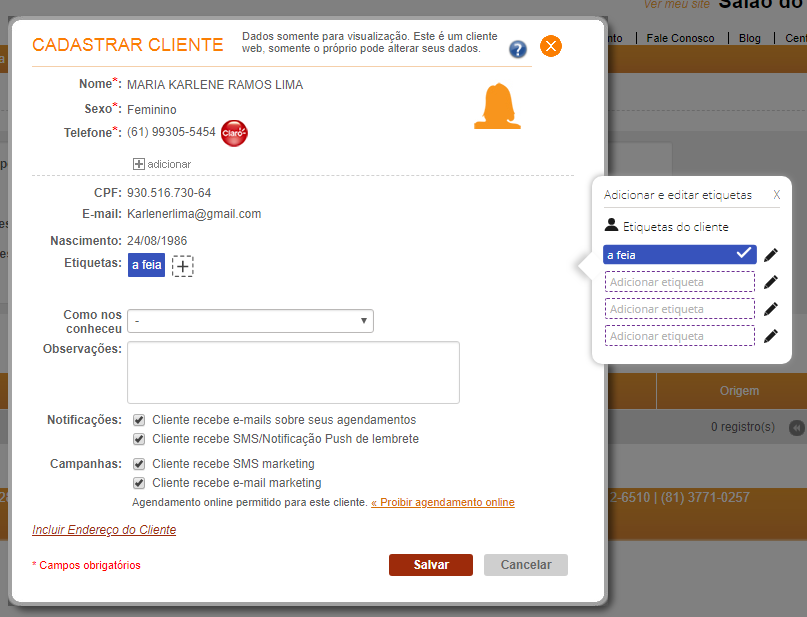 Ver meu site Salão do
CADASTRAR CLIENTE
Dados somente para visualização. Este é um cliente
web, somente o próprio pode alterar seus dados.
?
nto | Fale Conosco | Blog | Cent
Nome*: MARIA KARLENE RAMOS LIMA
Sexo*: Feminino
Telefone*: (61) 99305-5454 Claro
adicionar
CPF: 930.516.730-64
E-mail: Karlenerlima@gmail.com
Nascimento: 24/08/1986
Etiquetas: a feia
Como nos
conheceu
-
Observações:
Notificações: Cliente recebe e-mails sobre seus agendamentos
Cliente recebe SMS/Notificação Push de lembrete
Campanhas: Cliente recebe SMS marketing
Cliente recebe e-mail marketing
Agendamento online permitido para este cliente. « Proibir agendamento online
Incluir Endereço do Cliente
* Campos obrigatórios
Salvar
Cancelar
Adicionar e editar etiquetas X
Etiquetas do cliente
a feia
Adicionar etiqueta
Adicionar etiqueta
Adicionar etiqueta
Origem
0 registro(s)
2-6510 | (81) 3771-0257